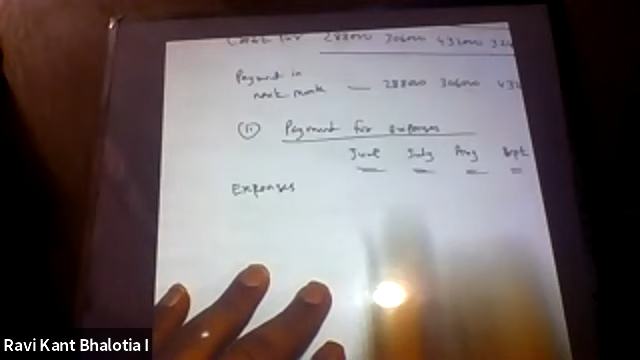 288000 306000 432000 324
Payment in
next month — 288000 306000 432
(ii) Payment for expenses
June July Aug Sept
Expenses
Ravi Kant Bhalotia I